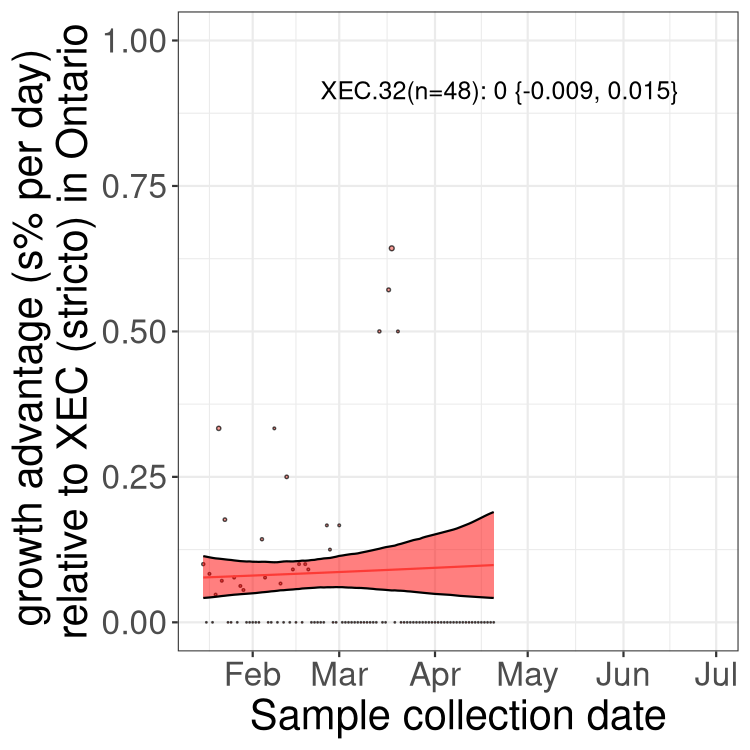 growth advantage (s% per day)
relative to XEC (stricto) in Ontario
1.00
0.75
0.50
0.25
0.00
XEC.32(n=48): 0 {-0.009, 0.015}
Feb Mar Apr May Jun Jul
Sample collection date